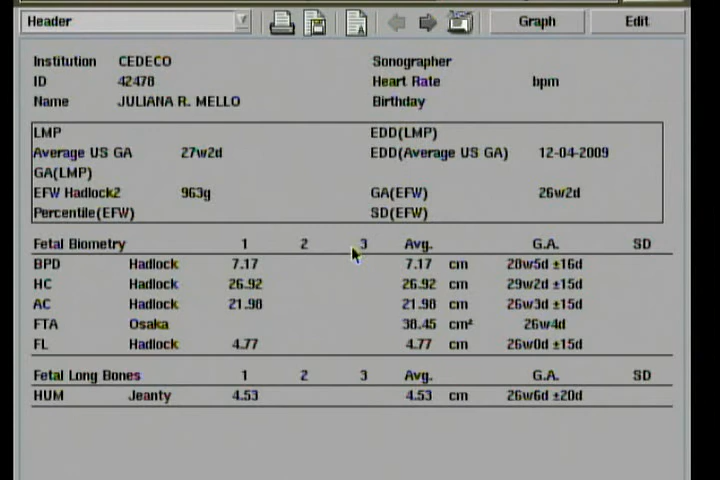 Header Graph Edit
Institution CEDECO Sonographer
ID 42478 Heart Rate bpm
Name JULIANA R. MELLO Birthday
LMP EDD(LMP)
Average US GA 27w2d EDD(Average US GA) 12-04-2009
GA(LMP)
EFW Hadlock2 963g GA(EFW) 26w2d
Percentile(EFW) SD(EFW)
Fetal Biometry 1 2 3 Avg. G.A. SD
BPD Hadlock 7.17 7.17 cm 28w5d ±16d
HC Hadlock 26.92 26.92 cm 29w2d ±15d
AC Hadlock 21.98 21.98 cm 26w3d ±15d
FTA Osaka 38.45 cm² 26w4d
FL Hadlock 4.77 4.77 cm 26w0d ±15d
Fetal Long Bones 1 2 3 Avg. G.A. SD
HUM Jeanty 4.53 4.53 cm 26w6d ±20d